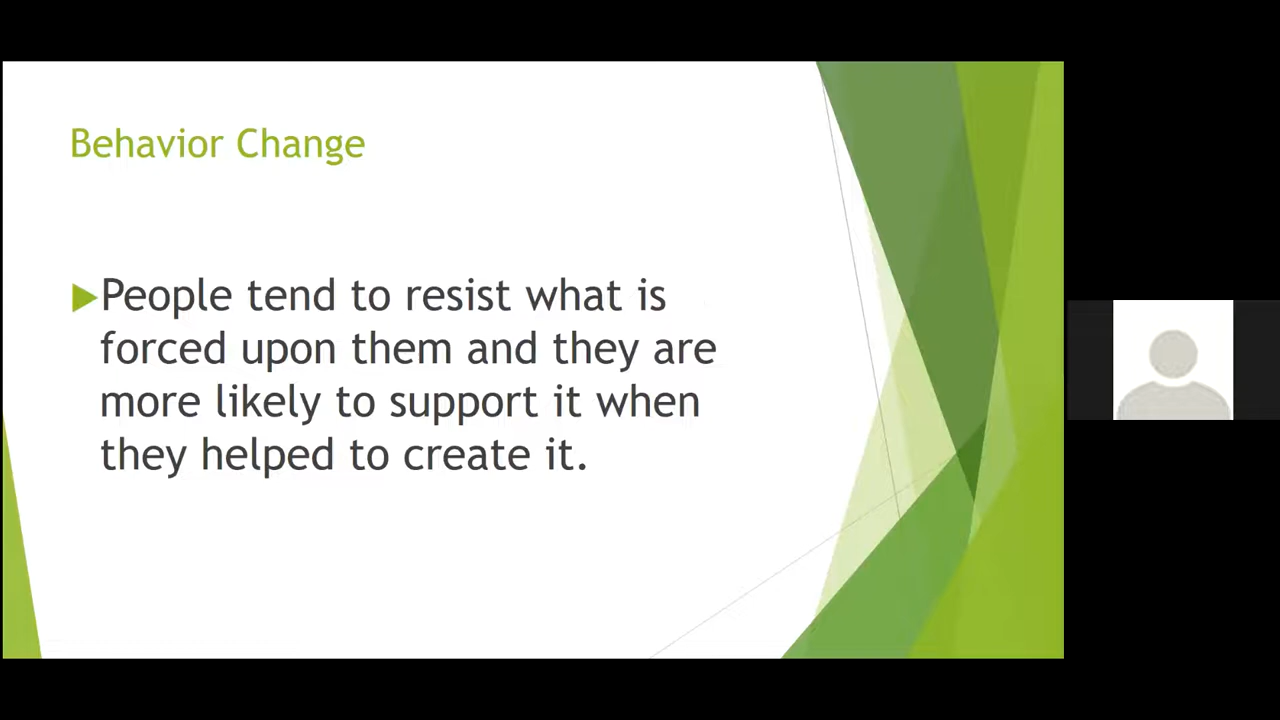 Behavior Change
People tend to resist what is
forced upon them and they are
more likely to support it when
they helped to create it.